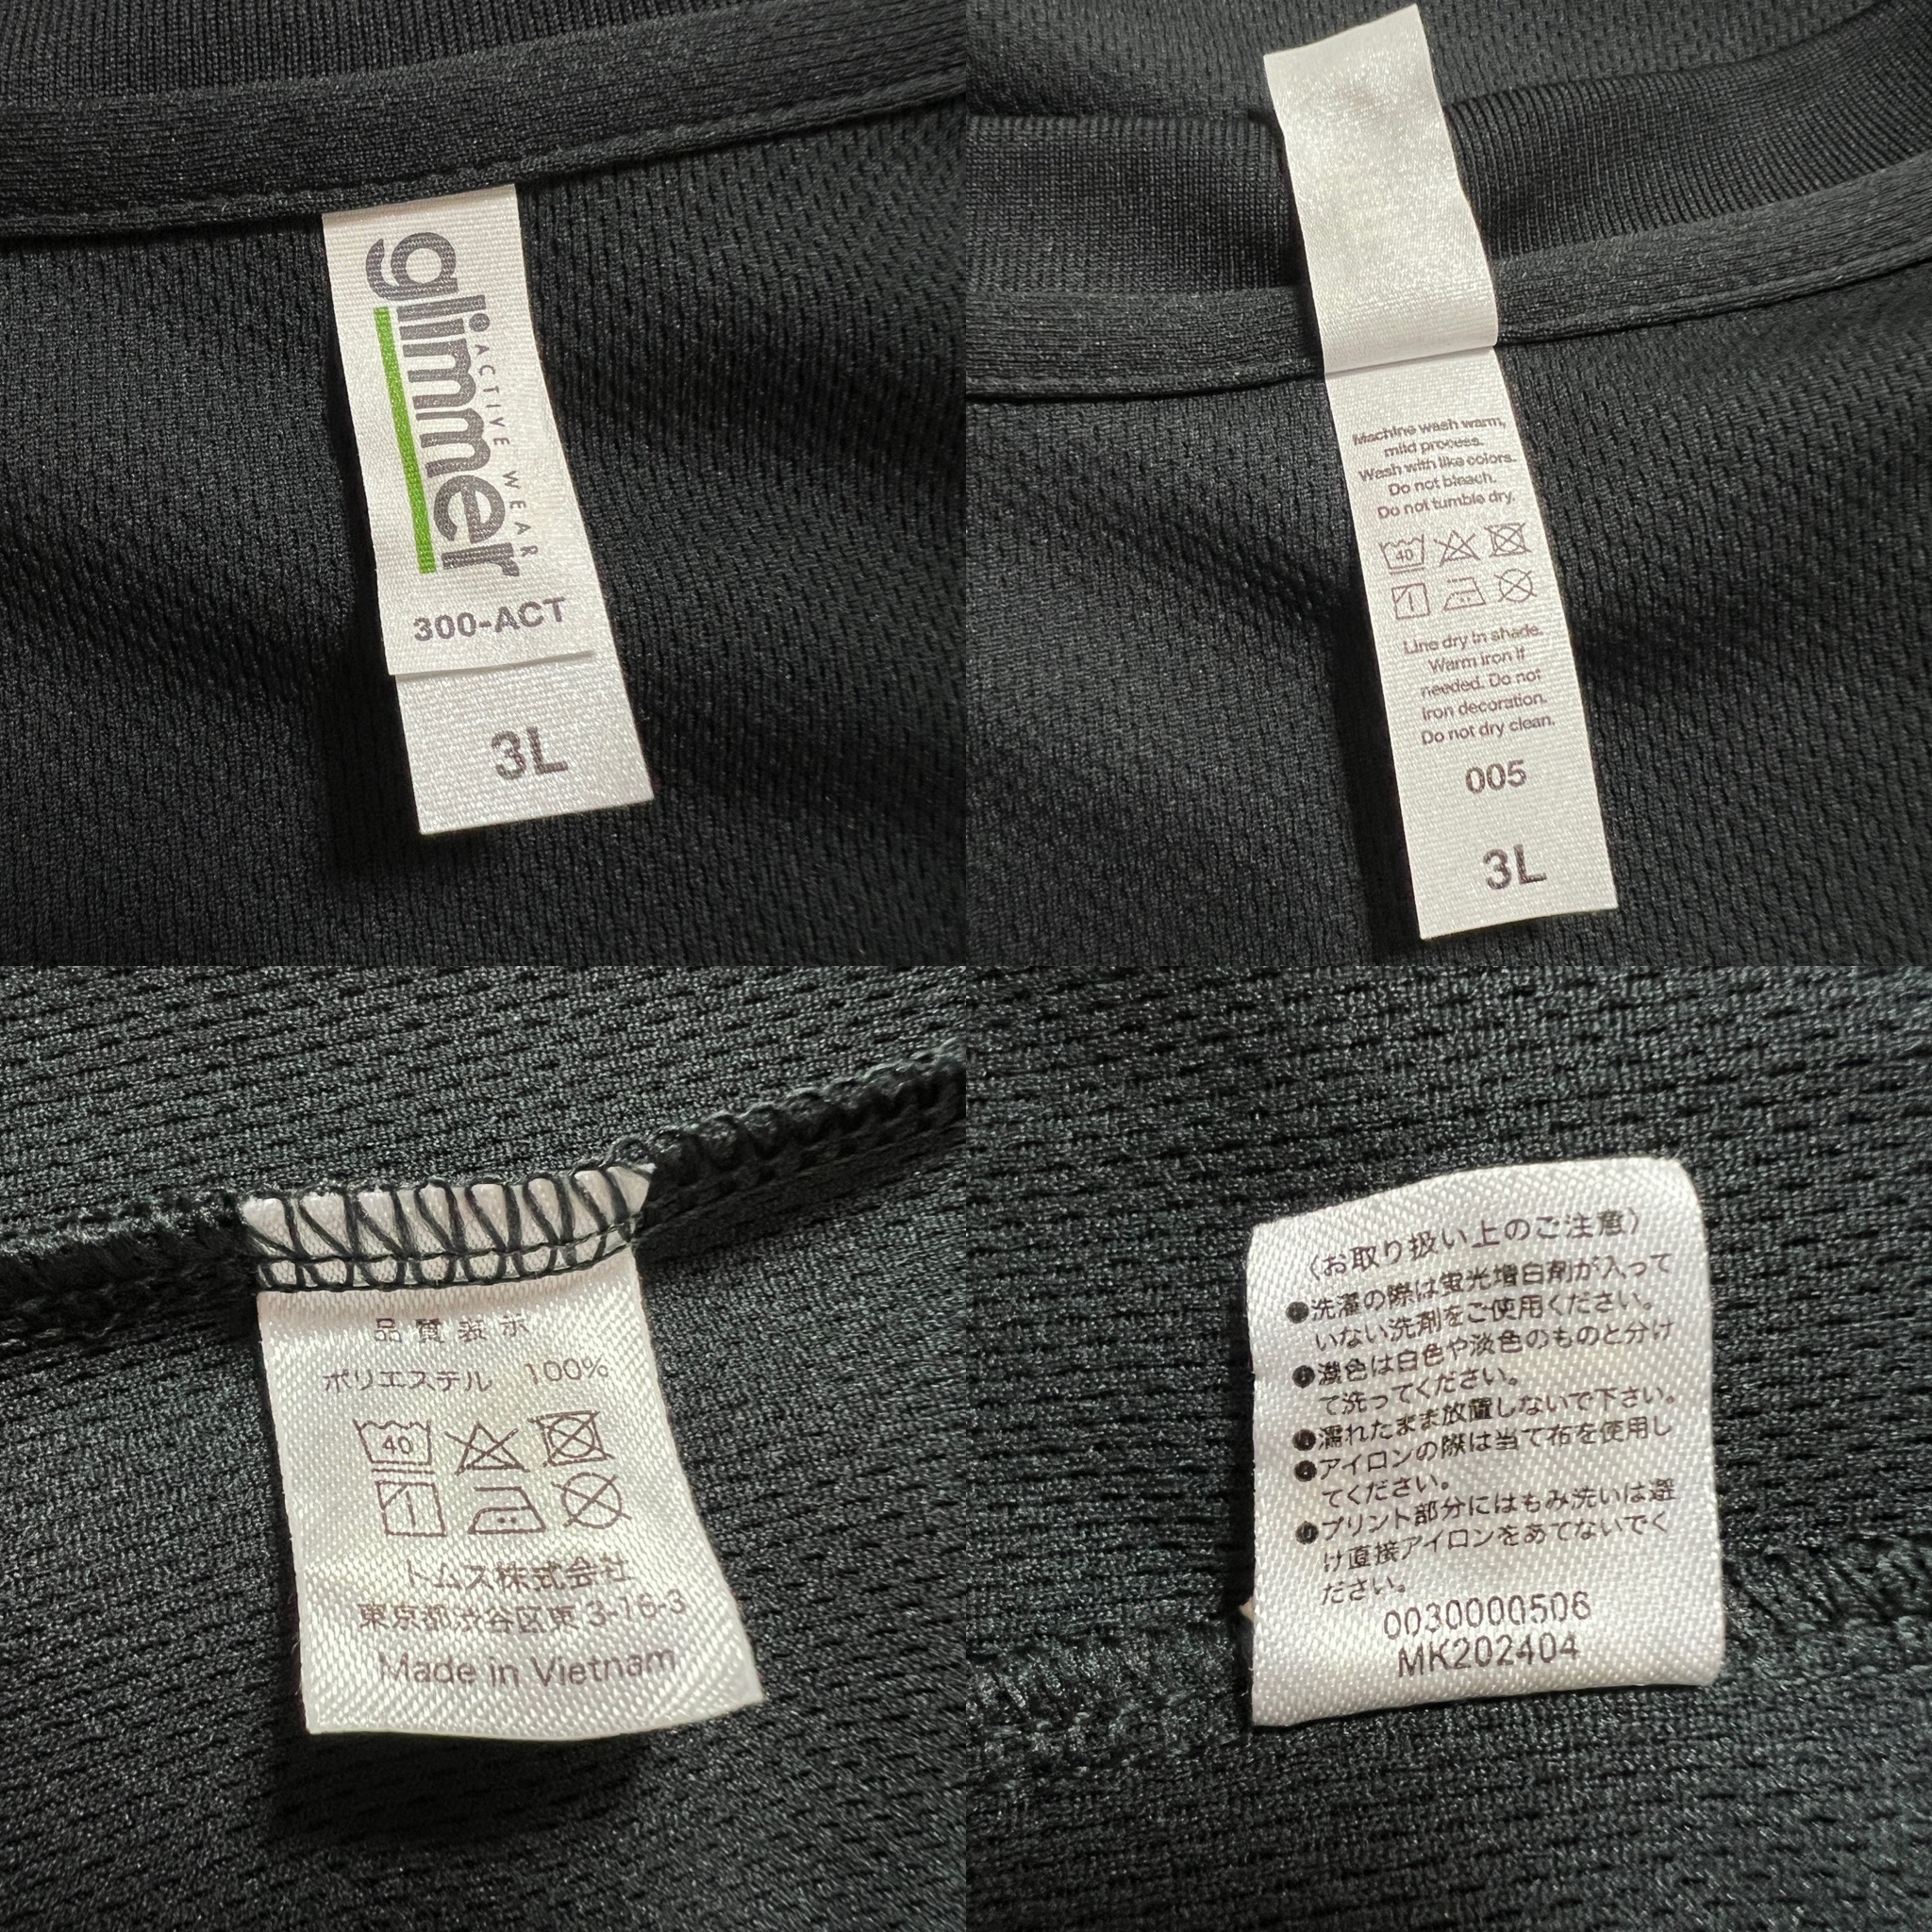 glimmer
ACTIVE WEAR
300-ACT
3L
Machine wash warm,
mild process.
Wash with like colors.
Do not bleach.
Do not tumble dry.
40
Line dry in shade.
Warm iron if
needed. Do not
iron decoration.
Do not dry clean.
005
3L
品質表示
ポリエステル 100%
40
トムス株式会社
東京都渋谷区東3-16-3
Made in Vietnam
〈お取り扱い上のご注意〉
●洗濯の際は蛍光増白剤が入って
いない洗剤をご使用ください。
●濃色は白色や淡色のものと分け
て洗ってください。
●濡れたまま放置しないで下さい。
●アイロンの際は当て布を使用し
てください。
●プリント部分にはもみ洗いは避
け直接アイロンをあてないでく
ださい。
0030000506
MK202404